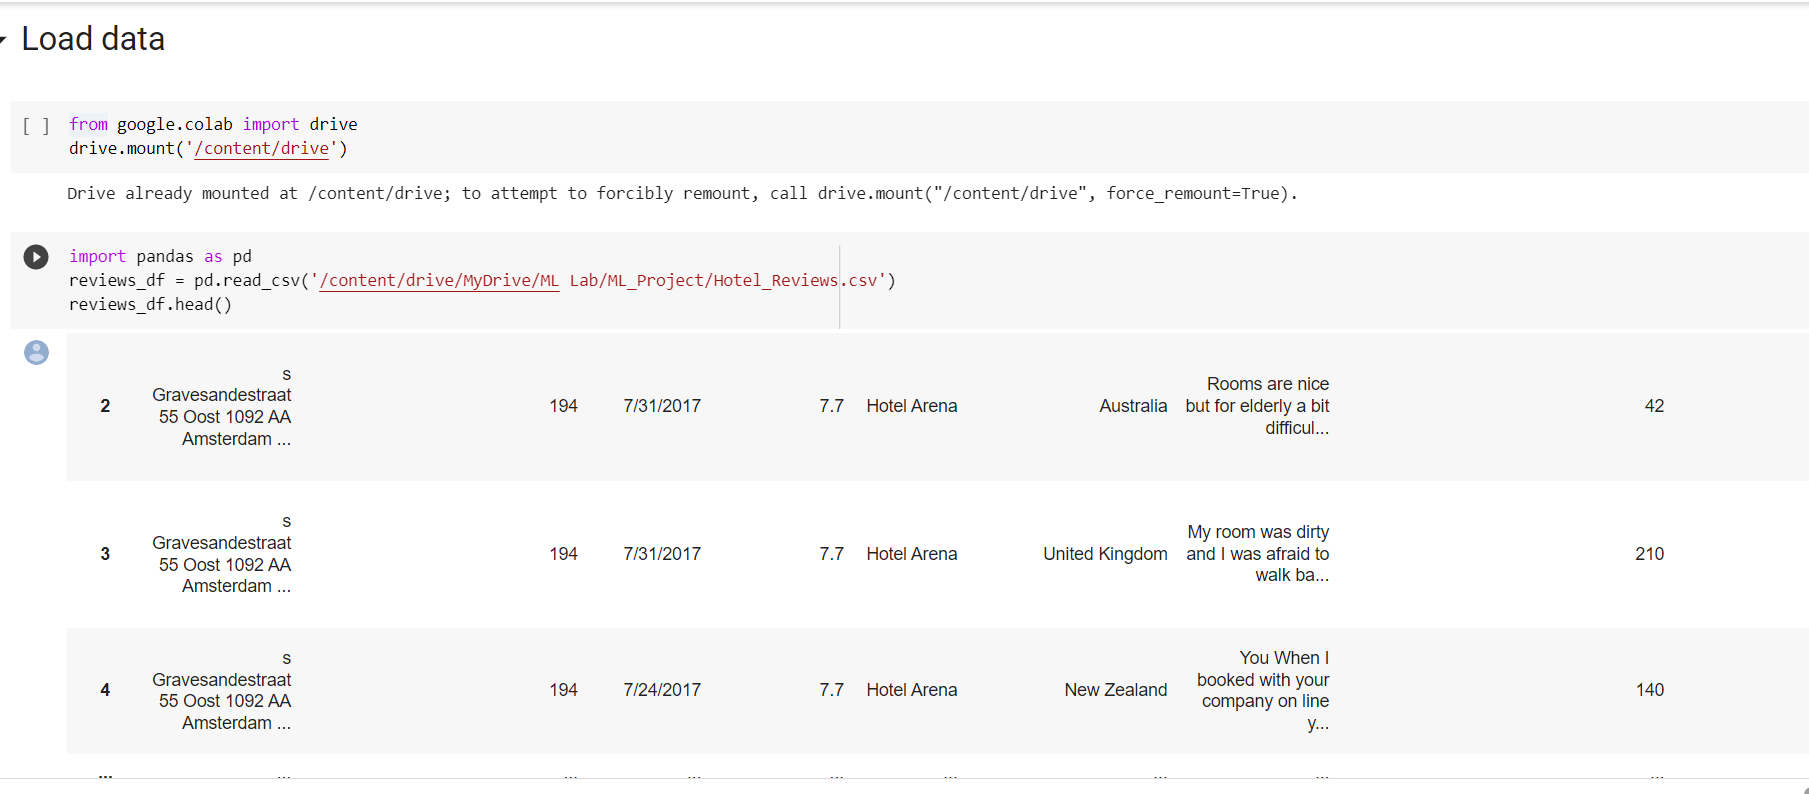 Load data
[ ] from google.colab import drive
drive.mount('/content/drive')
Drive already mounted at /content/drive; to attempt to forcibly remount, call drive.mount("/content/drive", force_remount=True).
import pandas as pd
reviews_df = pd.read_csv('/content/drive/MyDrive/ML Lab/ML_Project/Hotel_Reviews.csv')
reviews_df.head()
s
Gravesandestraat
55 Oost 1092 AA
Amsterdam ...
2 194 7/31/2017 7.7 Hotel Arena Australia
Rooms are nice
but for elderly a bit
difficul...
42
s
Gravesandestraat
55 Oost 1092 AA
Amsterdam ...
3 194 7/31/2017 7.7 Hotel Arena United Kingdom
My room was dirty
and I was afraid to
walk ba...
210
s
Gravesandestraat
55 Oost 1092 AA
Amsterdam ...
4 194 7/24/2017 7.7 Hotel Arena New Zealand
You When I
booked with your
company on line
y...
140
... ... ... ... ... ... ... ... ...